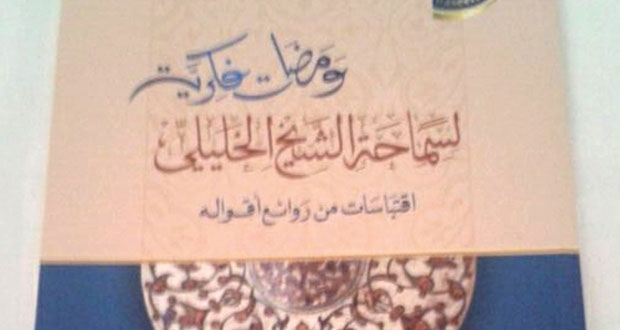 ومضات فكرية
لسماحة الشيخ الخليلي
اقتباسات من روائع أقواله